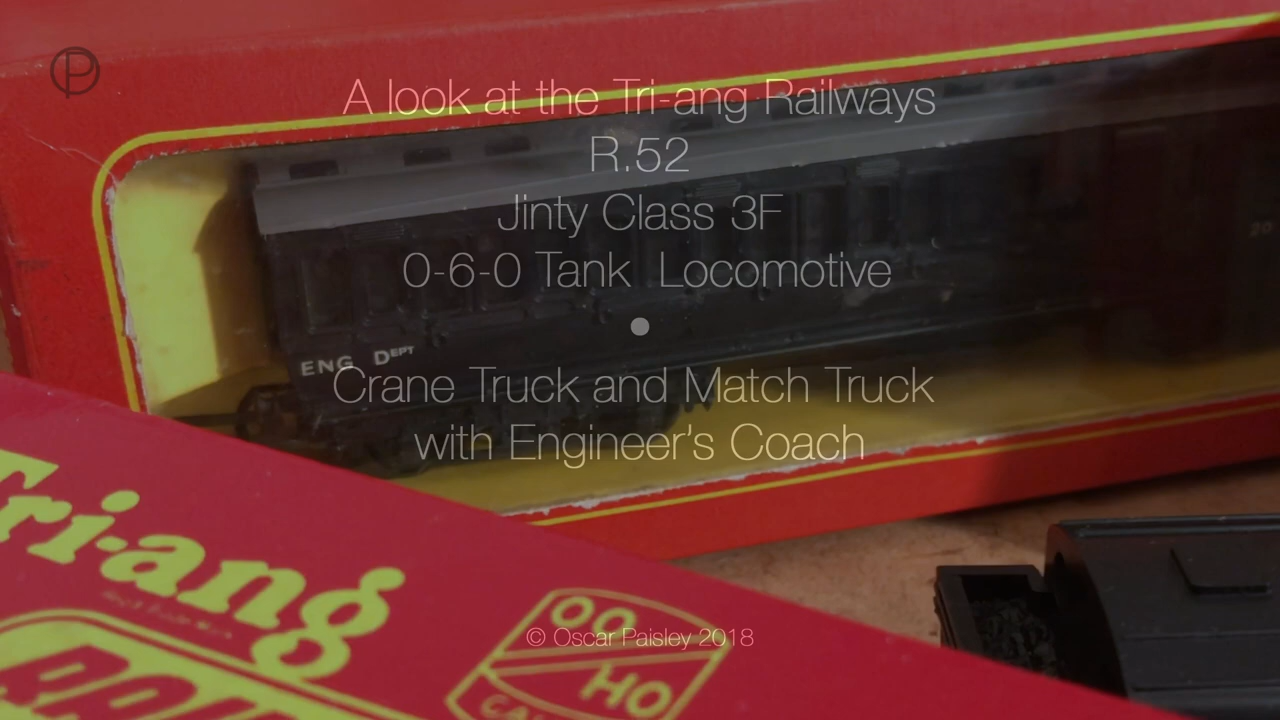 P
A look at the Tri-ang Railways
R.52
Jinty Class 3F
0-6-0 Tank Locomotive
Crane Truck and Match Truck
with Engineer's Coach
ENG DEPT
Tri-ang
OO
HO
© Oscar Paisley 2018